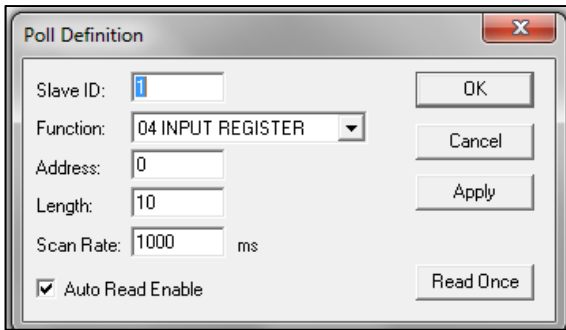 Poll Definition
Slave ID: 1
OK
Function: 04 INPUT REGISTER
Cancel
Address: 0
Apply
Length: 10
Scan Rate: 1000 ms
Auto Read Enable
Read Once